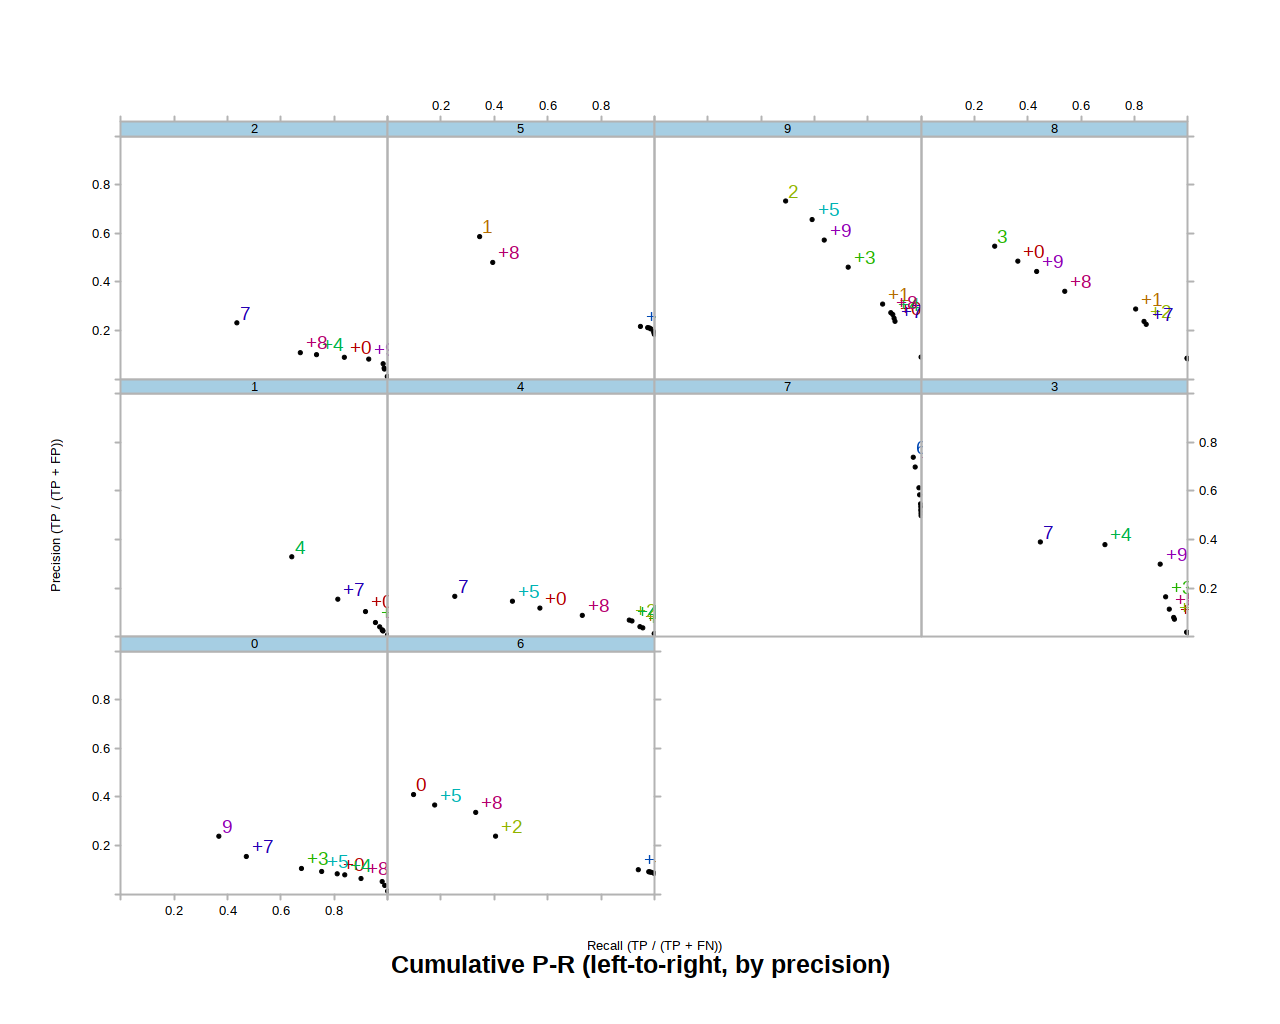 0.2 0.4 0.6 0.8 0.2 0.4 0.6 0.8
2 5 9 8
0.8
0.6
0.4
0.2
7 +8 +4 +0
1 +8
2 +5 +9 +3 +1 +8 +7
3 +0 +9 +8 +1 +7
1 4 7 3
4 +7 +0
7 +5 +0 +8
6
7 +4 +9 +3
0.8
0.6
0.4
0.2
Precision (TP / (TP + FP))
0 6
0.8
0.6
0.4
0.2
9 +7 +3 +5 +0 +4 +8
0 +5 +8 +2
0.2 0.4 0.6 0.8
Recall (TP / (TP + FN))
Cumulative P-R (left-to-right, by precision)